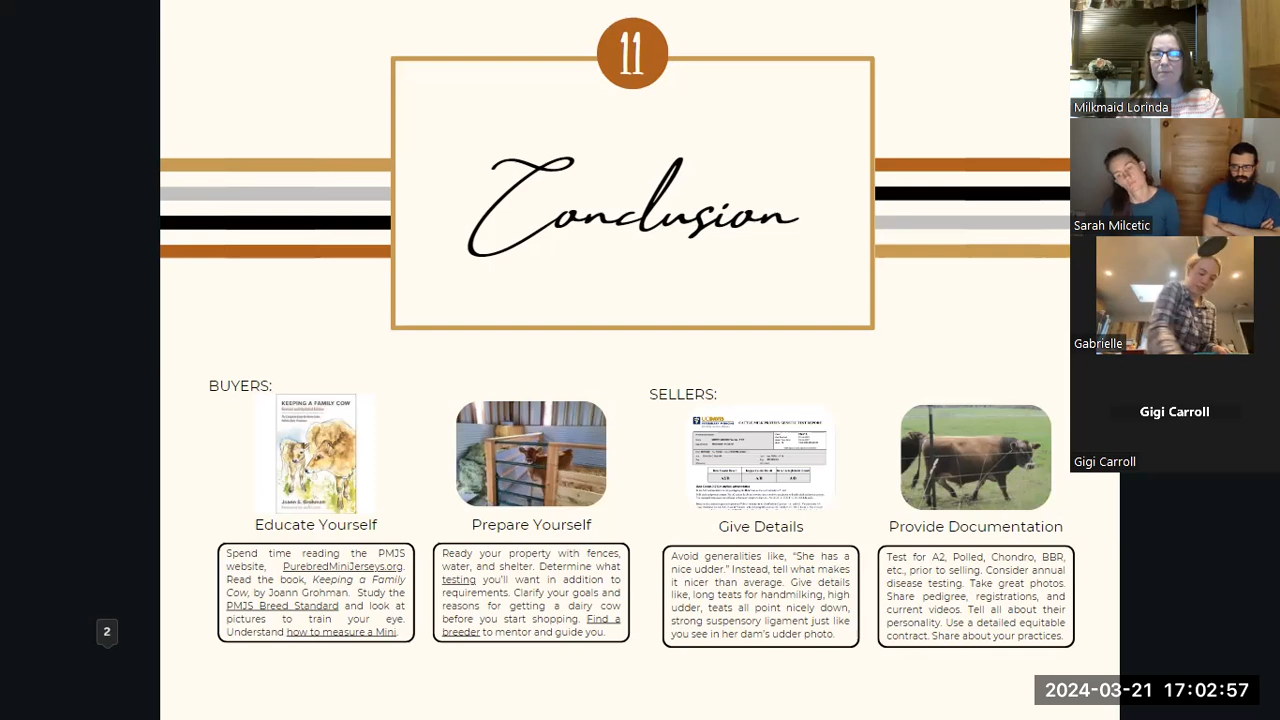 11
Conclusion
BUYERS:
KEEPING A FAMILY COW
Joann S. Grohman
Educate Yourself
Spend time reading the PMJS
website, PurebredMiniJerseys.org.
Read the book, Keeping a Family
Cow, by Joann Grohman. Study the
PMJS Breed Standard and look at
pictures to train your eye.
Understand how to measure a Mini.
Prepare Yourself
Ready your property with fences,
water, and shelter. Determine what
testing you'll want in addition to
requirements. Clarify your goals and
reasons for getting a dairy cow
before you start shopping. Find a
breeder to mentor and guide you.
SELLERS:
UC DAVIS
Give Details
Avoid generalities like, "She has a
nice udder." Instead, tell what makes
it nicer than average. Give details
like, long teats for handmilking, high
udder, teats all point nicely down,
strong suspensory ligament just like
you see in her dam's udder photo.
Provide Documentation
Test for A2, Polled, Chondro, BBR,
etc., prior to selling. Consider annual
disease testing. Take great photos.
Share pedigree, registrations, and
current videos. Tell all about their
personality. Use a detailed equitable
contract. Share about your practices.
2
Milkmaid Lorinda
Sarah Milcetic
Gabrielle
Gigi Carroll
Gigi Carroll
2024-03-21 17:02:57